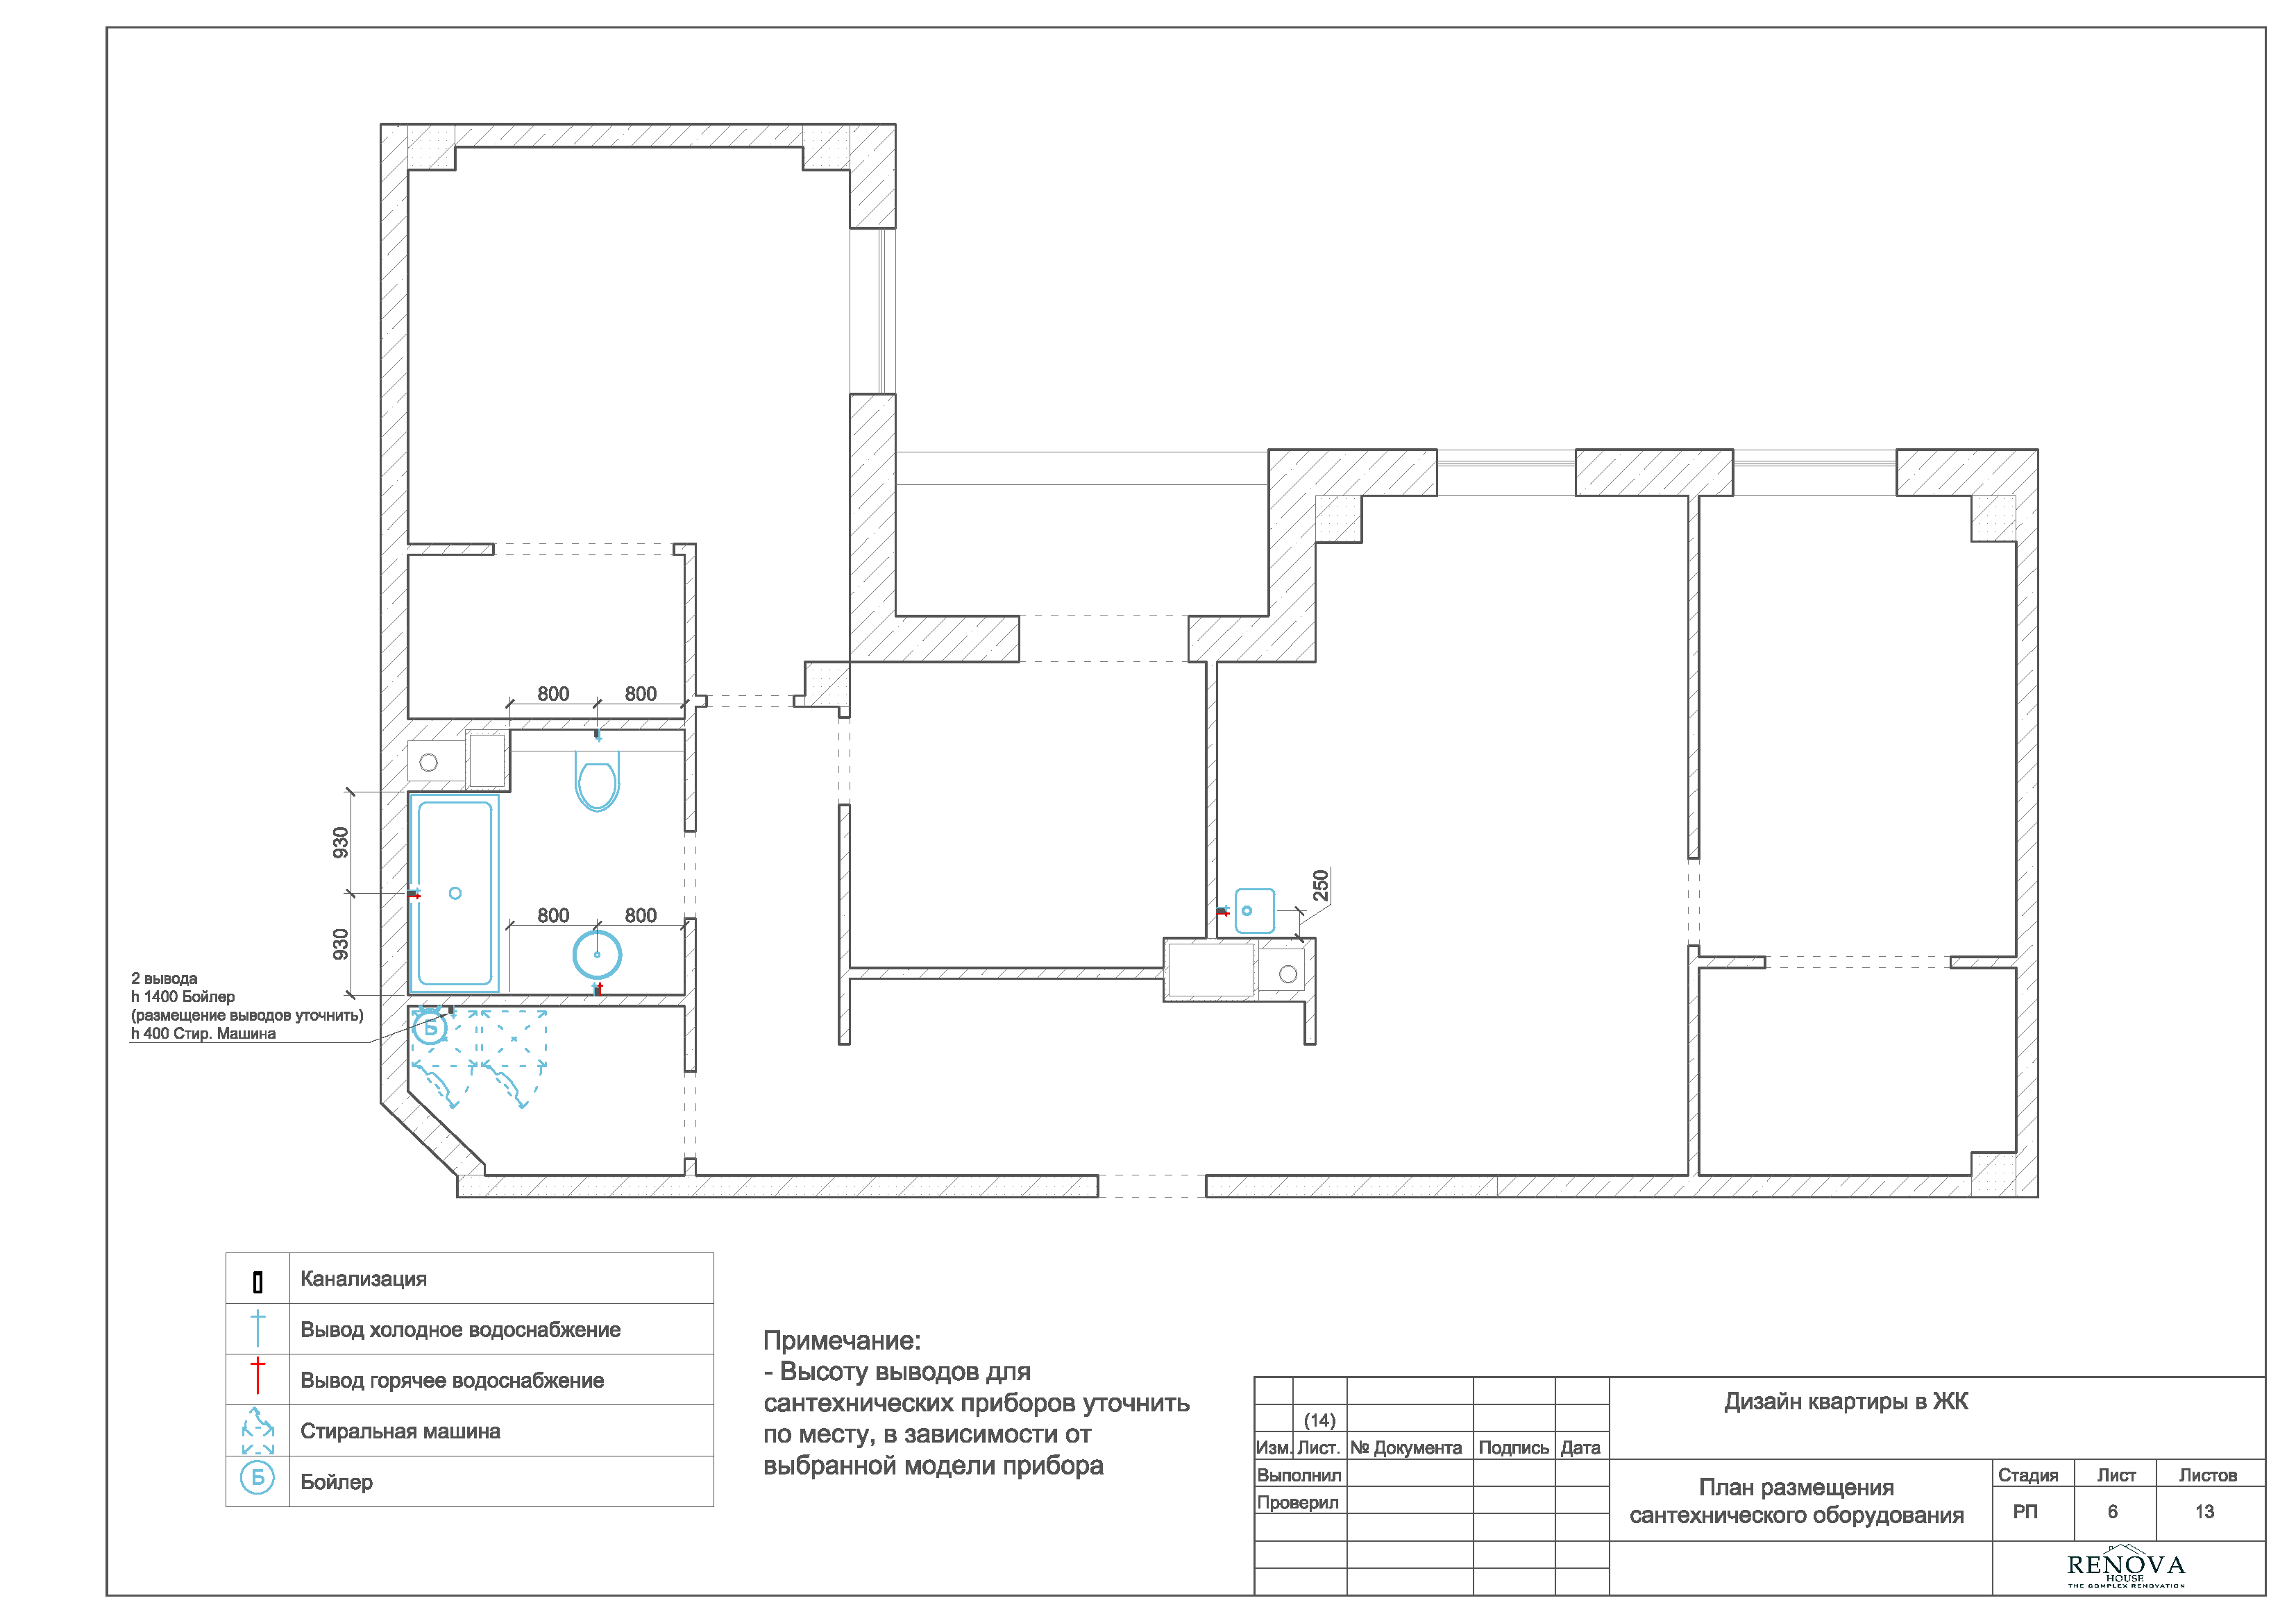 800
800
930
930
800
800
250
2 вывода
h 1400 Бойлер
(размещение выводов уточнить)
h 400 Стир. Машина
Б
Канализация
Вывод холодное водоснабжение
Вывод горячее водоснабжение
Стиральная машина
Б
Бойлер
Примечание:
- Высоту выводов для
сантехнических приборов уточнить
по месту, в зависимости от
выбранной модели прибора
(14)
Изм. Лист. № Документа Подпись Дата
Выполнил
Проверил
Дизайн квартиры в ЖК
План размещения
сантехнического оборудования
Стадия Лист Листов
РП 6 13
RENOVA
HOUSE
THE COMPLEX RENOVATION